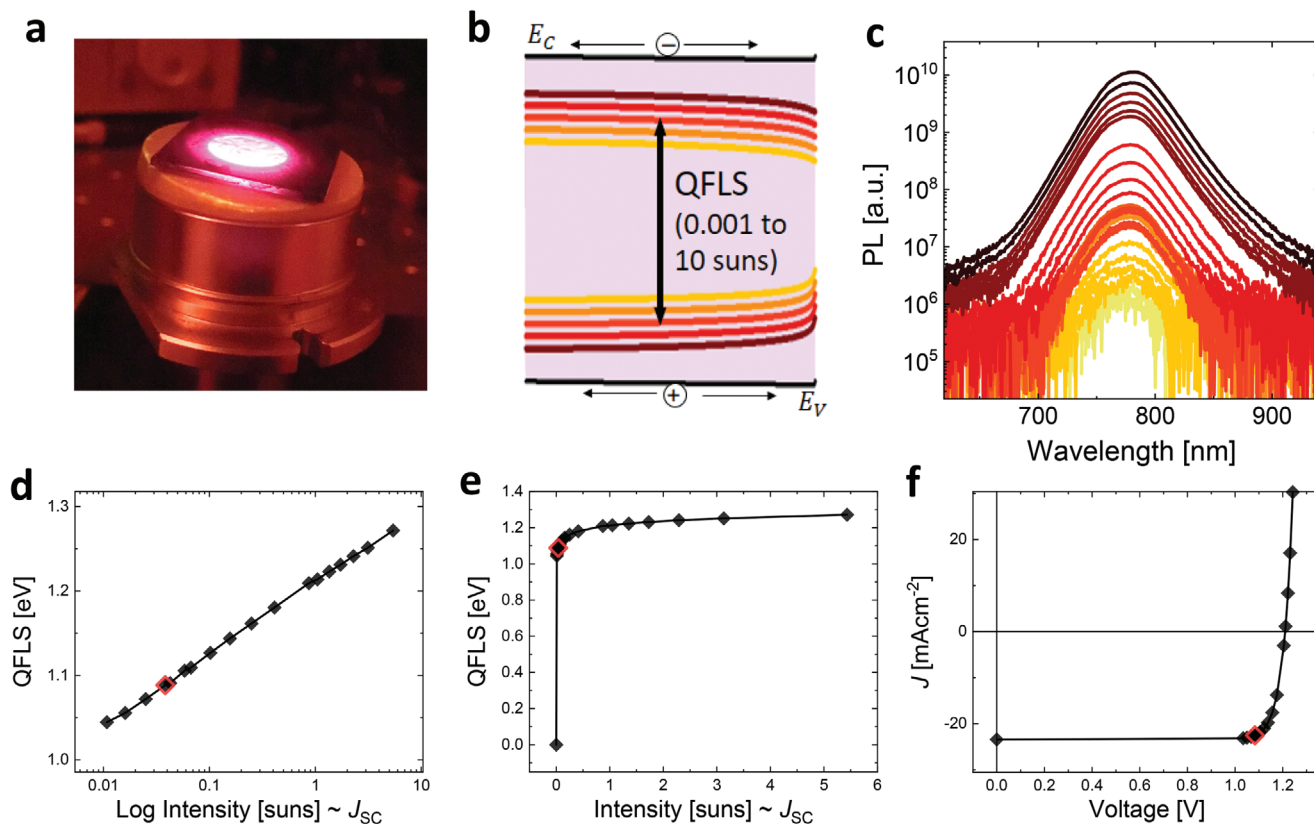 a
b
E_C
−
QFLS
(0.001 to
10 suns)
+
E_V
c
PL [a.u.]
10^10
10^9
10^8
10^7
10^6
10^5
700 800 900
Wavelength [nm]
d
QFLS [eV]
1.3
1.2
1.1
1.0
0.01 0.1 1 10
Log Intensity [suns] ~ J_SC
e
QFLS [eV]
1.4
1.2
1.0
0.8
0.6
0.4
0.2
0.0
0 1 2 3 4 5 6
Intensity [suns] ~ J_SC
f
J [mAcm^-2]
20
0
-20
0.0 0.2 0.4 0.6 0.8 1.0 1.2
Voltage [V]